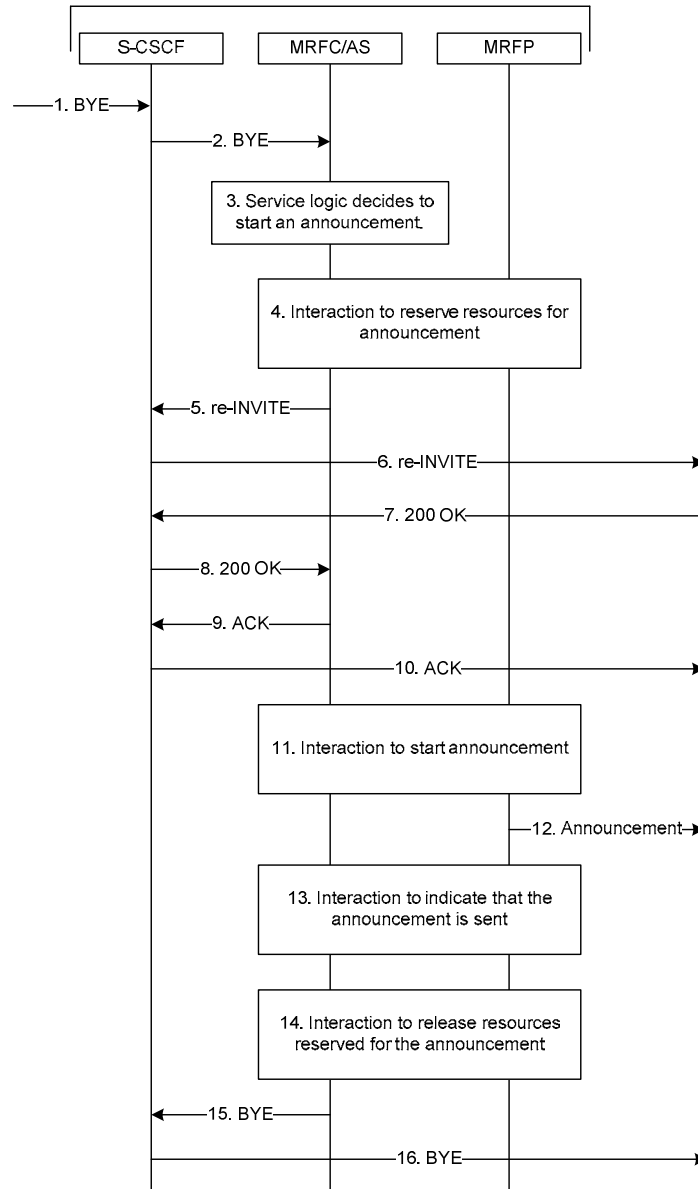 S-CSCF
MRFC/AS
MRFP
1. BYE
2. BYE
3. Service logic decides to
start an announcement.
4. Interaction to reserve resources for
announcement
5. re-INVITE
6. re-INVITE
7. 200 OK
8. 200 OK
9. ACK
10. ACK
11. Interaction to start announcement
12. Announcement
13. Interaction to indicate that the
announcement is sent
14. Interaction to release resources
reserved for the announcement
15. BYE
16. BYE